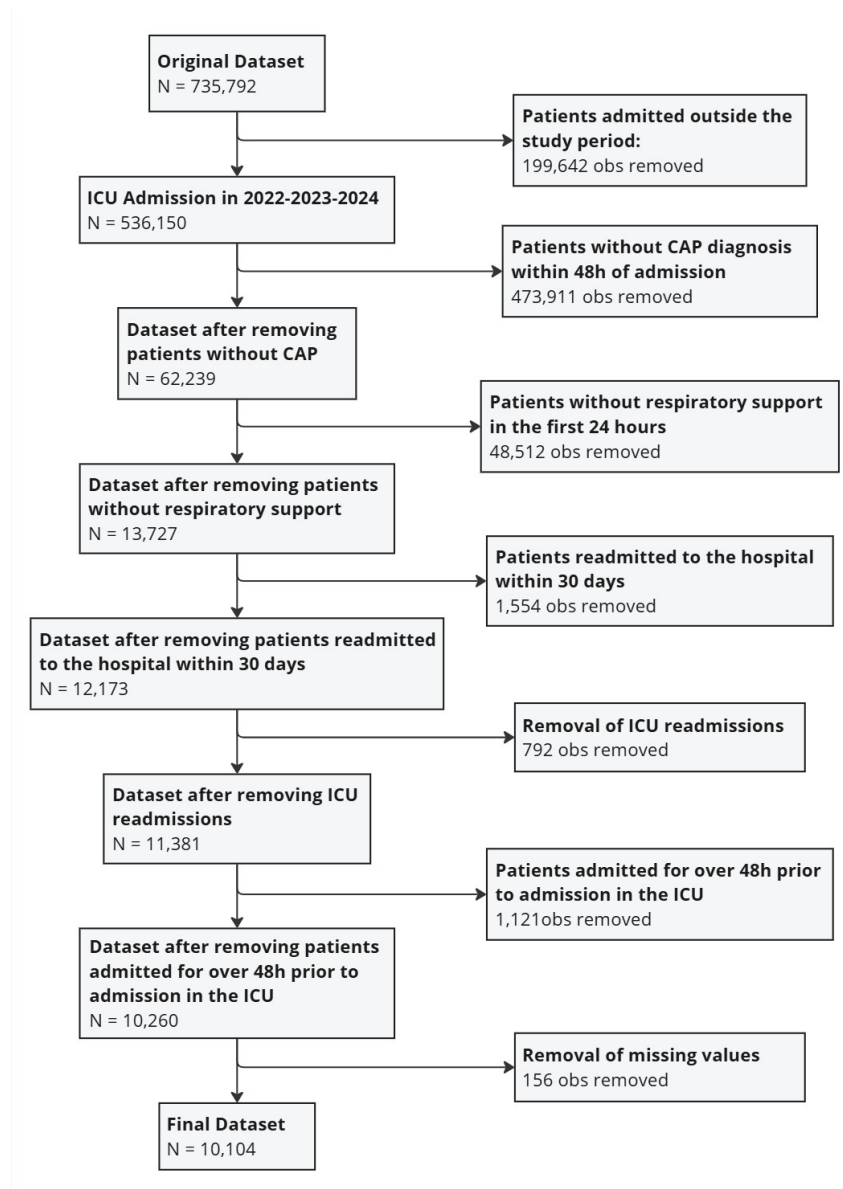 Original Dataset
N = 735,792
Patients admitted outside the
study period:
199,642 obs removed
ICU Admission in 2022-2023-2024
N = 536,150
Patients without CAP diagnosis
within 48h of admission
473,911 obs removed
Dataset after removing
patients without CAP
N = 62,239
Patients without respiratory support
in the first 24 hours
48,512 obs removed
Dataset after removing patients
without respiratory support
N = 13,727
Patients readmitted to the hospital
within 30 days
1,554 obs removed
Dataset after removing patients readmitted
to the hospital within 30 days
N = 12,173
Removal of ICU readmissions
792 obs removed
Dataset after removing ICU
readmissions
N = 11,381
Patients admitted for over 48h prior
to admission in the ICU
1,121obs removed
Dataset after removing patients
admitted for over 48h prior to
admission in the ICU
N = 10,260
Removal of missing values
156 obs removed
Final Dataset
N = 10,104